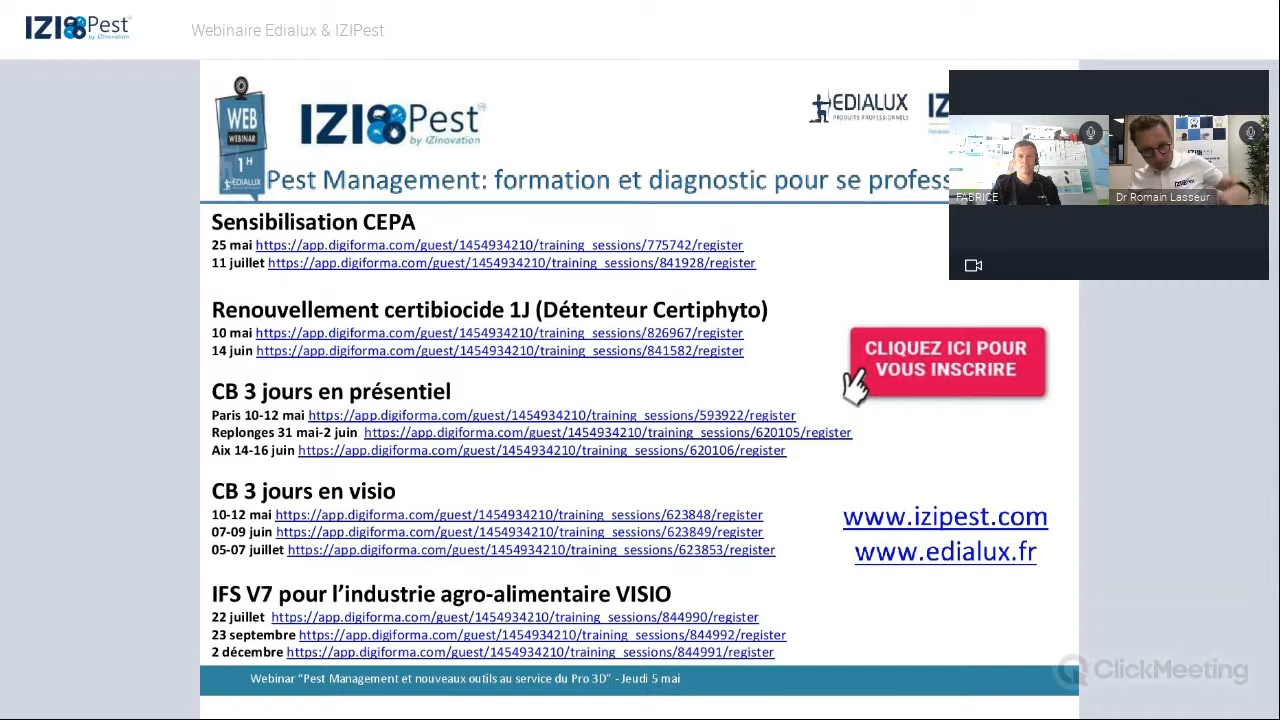 IZI Pest
by IZInovation
Webinaire Edialux & IZIPest
WEB
WEBINAR
1H
EDIALUX
IZI Pest
by IZinovation
EDIALUX
PRODUITS PROFESSIONNELS
IZ
Pest Management: formation et diagnostic pour se profess
FABRICE
Dr Romain Lasseur
Sensibilisation CEPA
25 mai https://app.digiforma.com/guest/1454934210/training_sessions/775742/register
11 juillet https://app.digiforma.com/guest/1454934210/training_sessions/841928/register
Renouvellement certibiocide 1J (Détenteur Certiphyto)
10 mai https://app.digiforma.com/guest/1454934210/training_sessions/826967/register
14 juin https://app.digiforma.com/guest/1454934210/training_sessions/841582/register
CLIQUEZ ICI POUR
VOUS INSCRIRE
CB 3 jours en présentiel
Paris 10-12 mai https://app.digiforma.com/guest/1454934210/training_sessions/593922/register
Replonges 31 mai-2 juin https://app.digiforma.com/guest/1454934210/training_sessions/620105/register
Aix 14-16 juin https://app.digiforma.com/guest/1454934210/training_sessions/620106/register
CB 3 jours en visio
10-12 mai https://app.digiforma.com/guest/1454934210/training_sessions/623848/register
07-09 juin https://app.digiforma.com/guest/1454934210/training_sessions/623849/register
05-07 juillet https://app.digiforma.com/guest/1454934210/training_sessions/623853/register
www.izipest.com
www.edialux.fr
IFS V7 pour l'industrie agro-alimentaire VISIO
22 juillet https://app.digiforma.com/guest/1454934210/training_sessions/844990/register
23 septembre https://app.digiforma.com/guest/1454934210/training_sessions/844992/register
2 décembre https://app.digiforma.com/guest/1454934210/training_sessions/844991/register
Webinar "Pest Management et nouveaux outils au service du Pro 3D" - Jeudi 5 mai
ClickMeeting